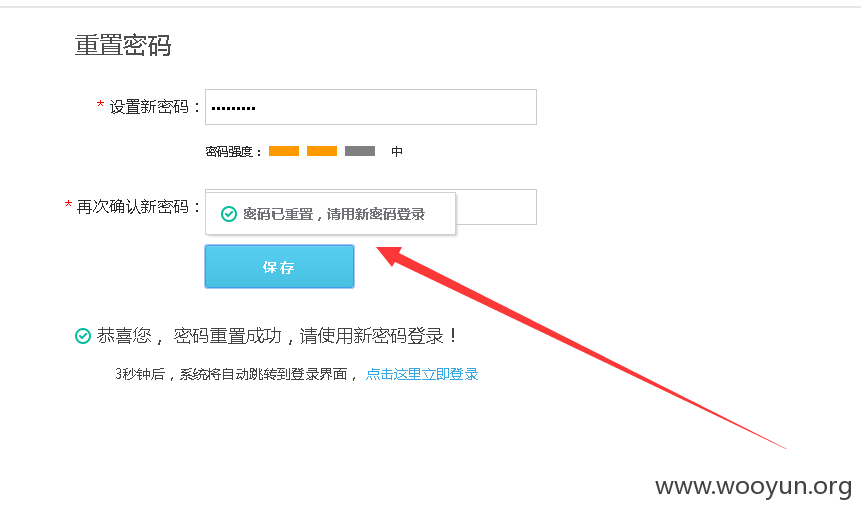 重置密码
* 设置新密码：
密码强度： 中
* 再次确认新密码：
密码已重置，请用新密码登录
保存
恭喜您， 密码重置成功，请使用新密码登录！
3秒钟后，系统将自动跳转到登录界面， 点击这里立即登录
www.wooyun.org